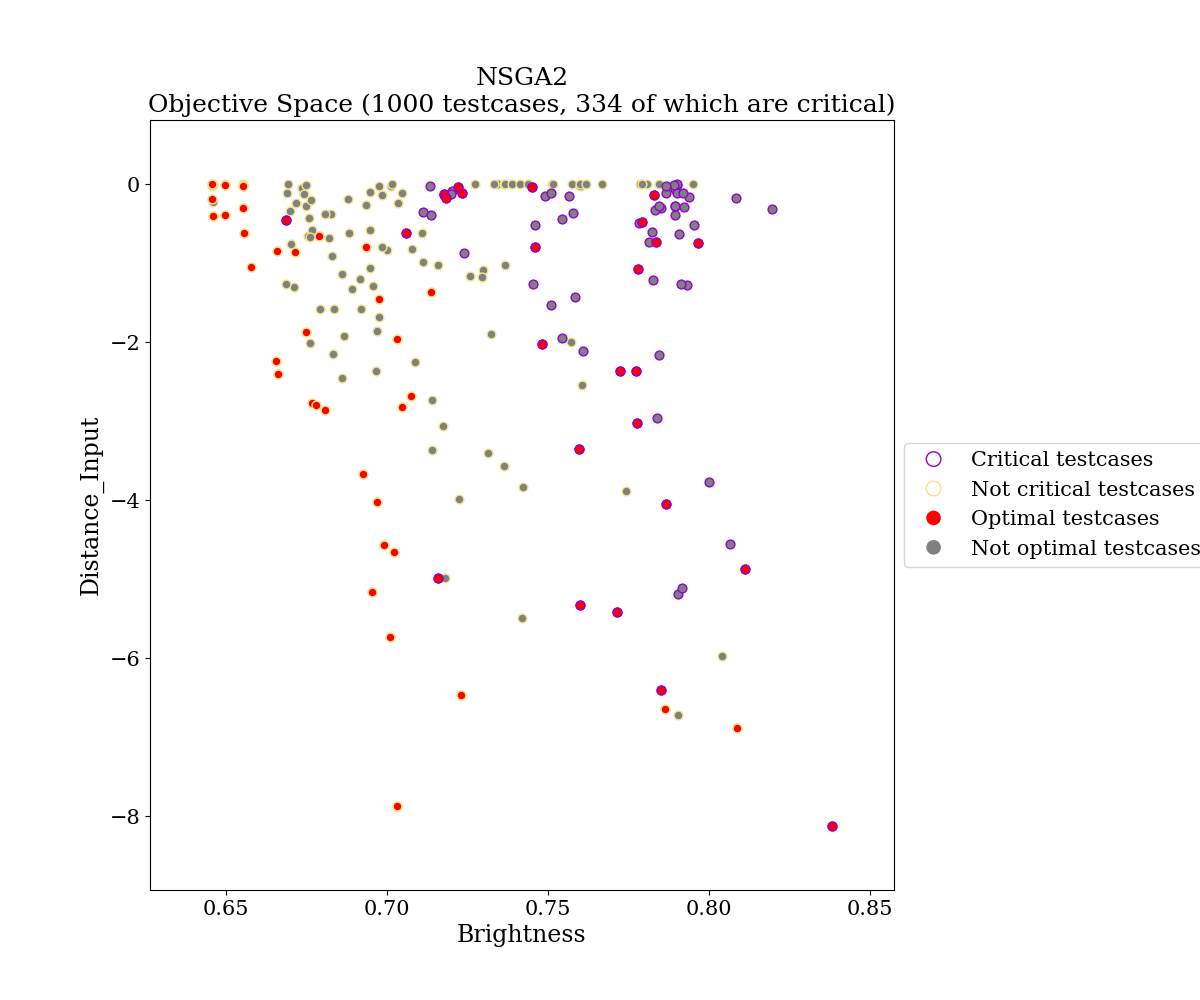 NSGA2
Objective Space (1000 testcases, 334 of which are critical)
0
−2
−4
−6
−8
Distance_Input
0.65 0.70 0.75 0.80 0.85
Brightness
Critical testcases
Not critical testcases
Optimal testcases
Not optimal testcases